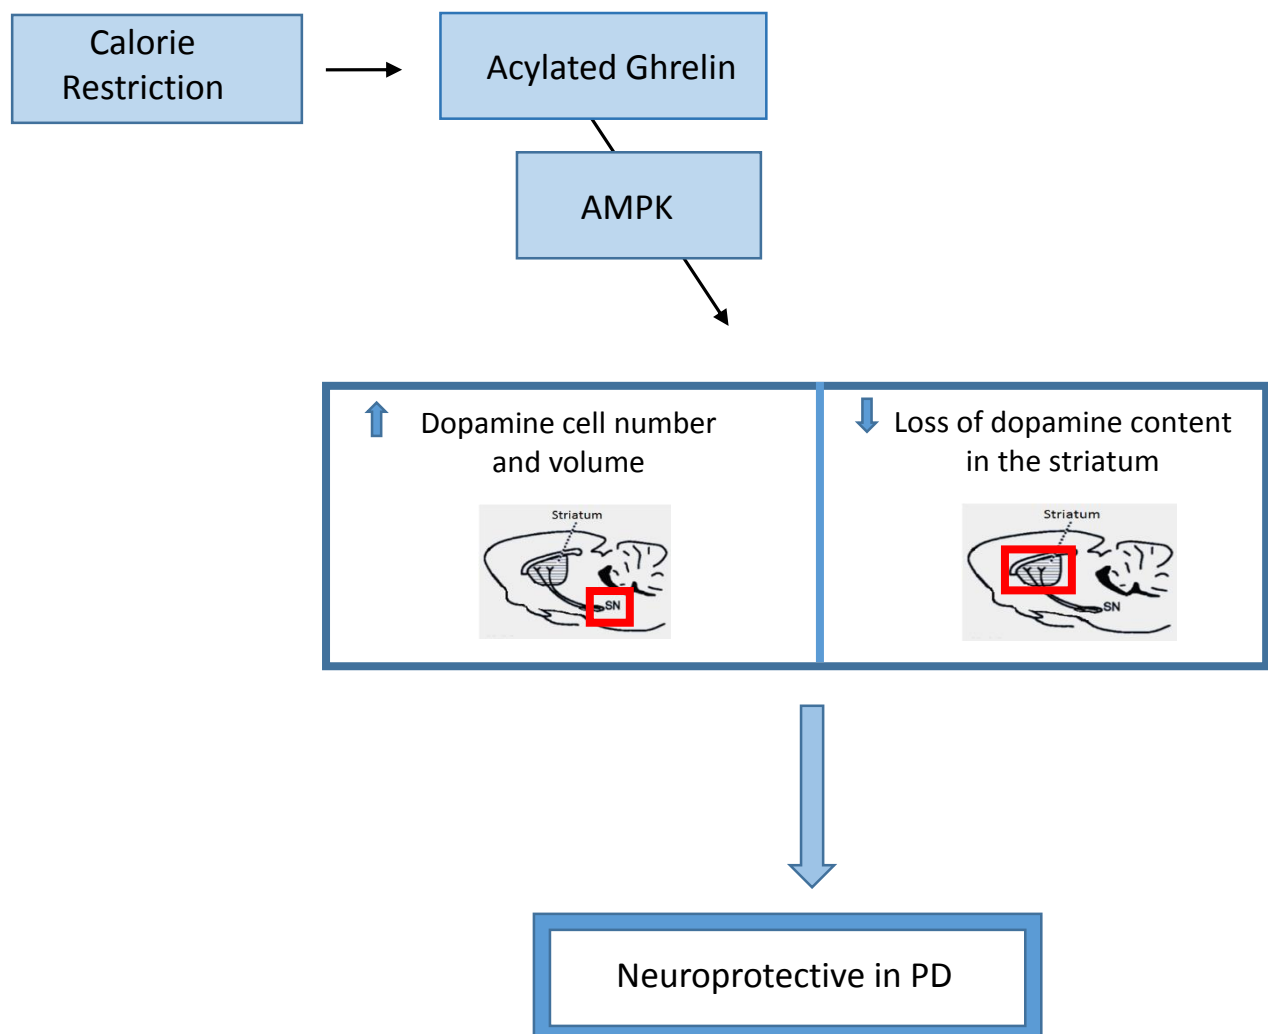 Calorie
Restriction
Acylated Ghrelin
AMPK
Dopamine cell number
and volume
Striatum
SN
Loss of dopamine content
in the striatum
Striatum
SN
Neuroprotective in PD